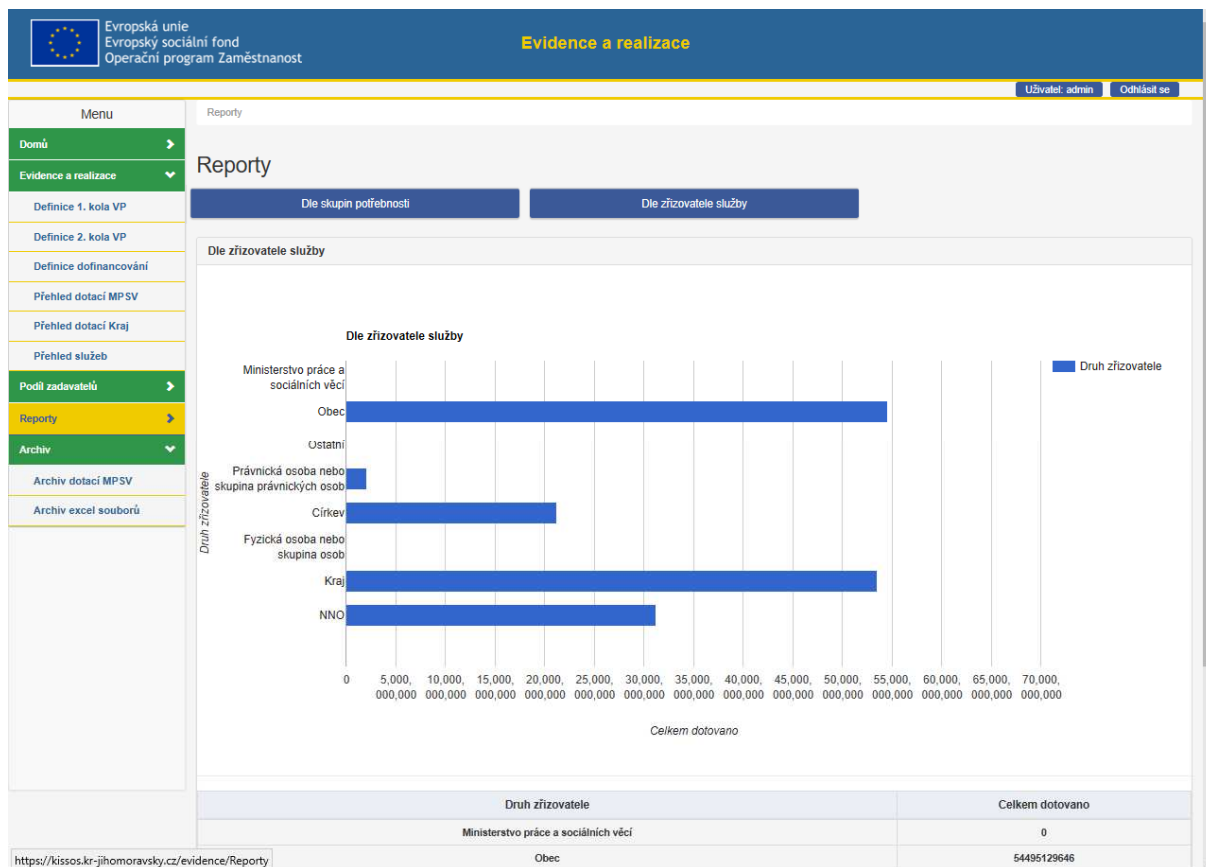 Evropská unie
Evropský sociální fond
Operační program Zaměstnanost
Evidence a realizace
Uživatel: admin
Odhlásit se
Menu
Domů
Evidence a realizace
Definice 1. kola VP
Definice 2. kola VP
Definice dofinancování
Přehled dotací MPSV
Přehled dotací Kraj
Přehled služeb
Podíl zadavatelů
Reporty
Archiv
Archiv dotací MPSV
Archiv excel souborů
Reporty
Reporty
Dle skupin potřebnosti
Dle zřizovatele služby
Dle zřizovatele služby
Dle zřizovatele služby
Druh zřizovatele
Druh zřizovatele
Ministerstvo práce a
sociálních věcí
Obec
Ostatní
Právnická osoba nebo
skupina právnických osob
Církev
Fyzická osoba nebo
skupina osob
Kraj
NNO
0 5,000, 10,000, 15,000, 20,000, 25,000, 30,000, 35,000, 40,000, 45,000, 50,000, 55,000, 60,000, 65,000, 70,000,
000,000 000,000 000,000 000,000 000,000 000,000 000,000 000,000 000,000 000,000 000,000 000,000 000,000 000,000
Celkem dotovano
Druh zřizovatele Celkem dotovano
Ministerstvo práce a sociálních věcí 0
Obec 54495129646
https://kissos.kr-jihomoravsky.cz/evidence/Reporty